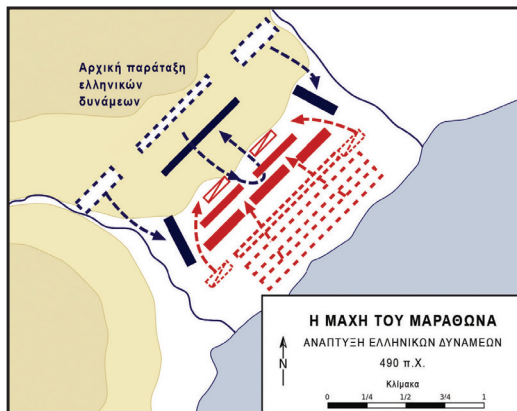 Αρχική παράταξη
ελληνικών
δυνάμεων
Η ΜΑΧΗ ΤΟΥ ΜΑΡΑΘΩΝΑ
ΑΝΑΠΤΥΞΗ ΕΛΛΗΝΙΚΩΝ ΔΥΝΑΜΕΩΝ
490 π.Χ.
Κλίμακα
N
0 1/4 1/2 3/4 1